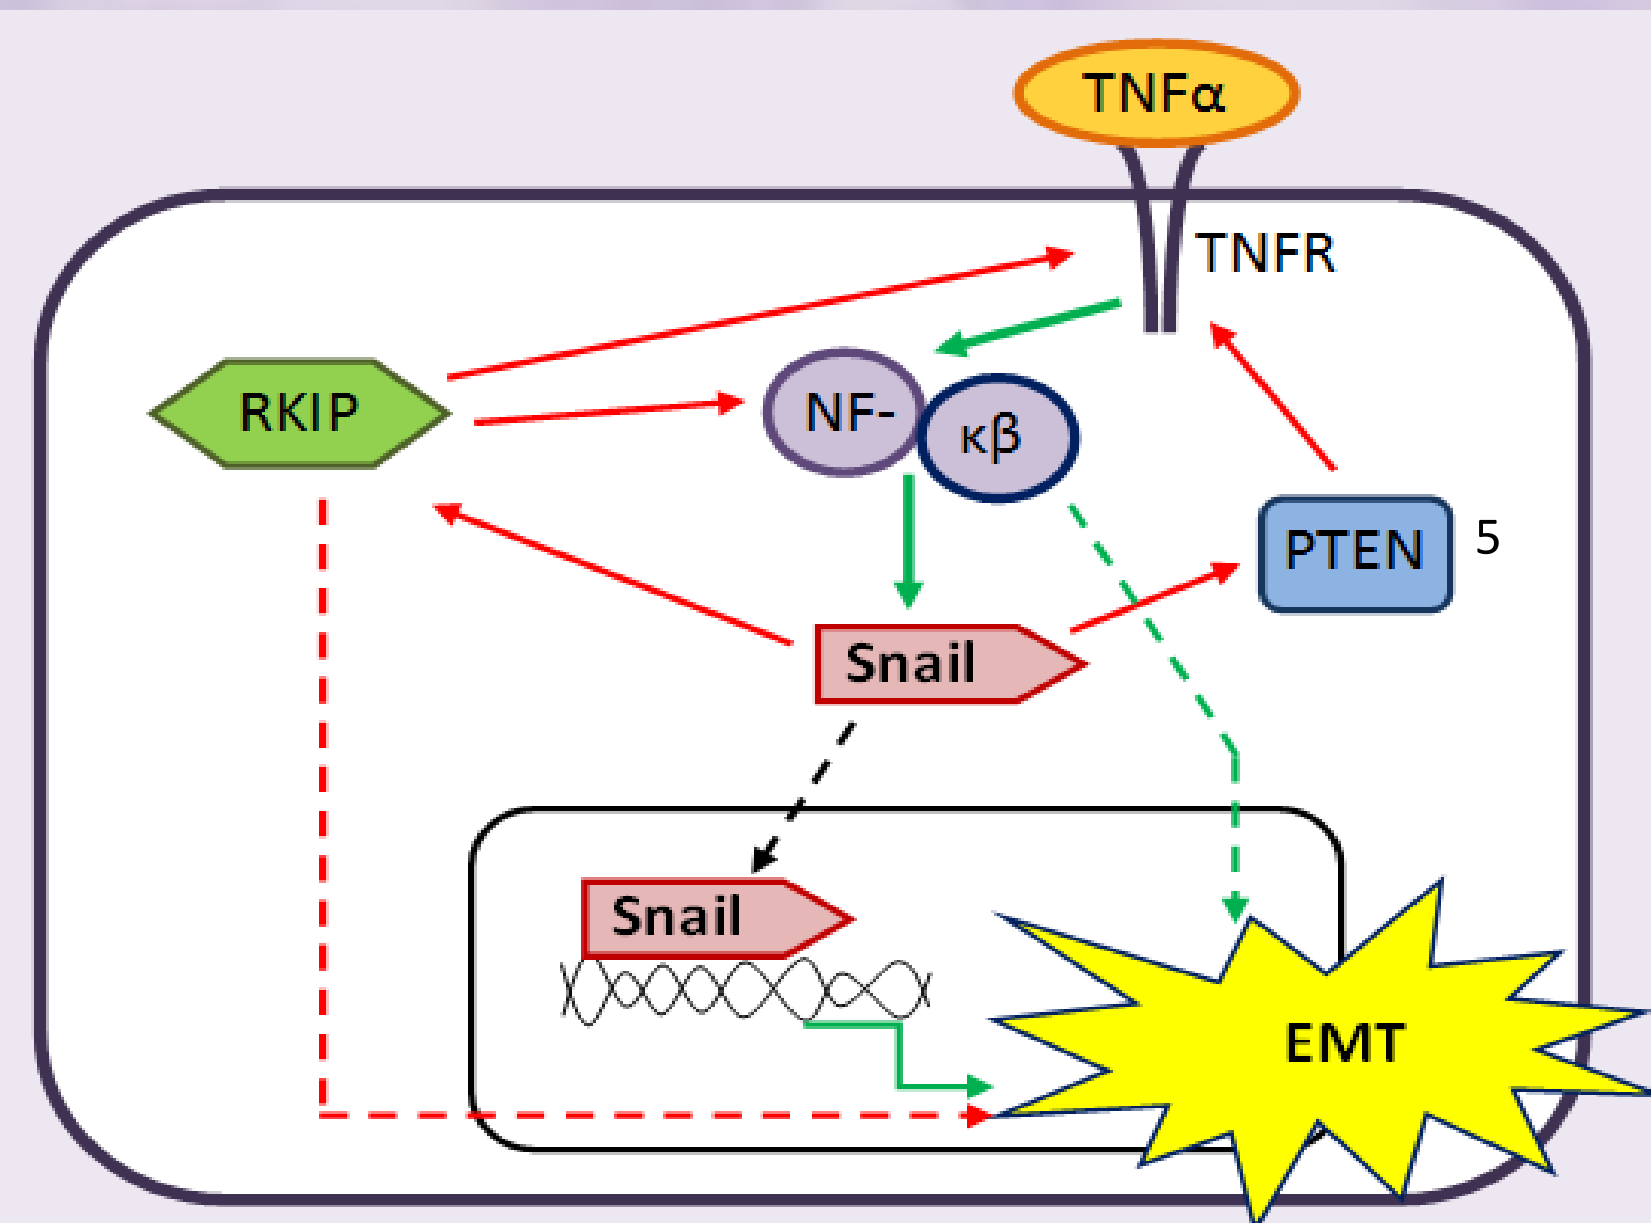 TNFα
TNFR
RKIP
NF-
κβ
PTEN
5
Snail
Snail
EMT